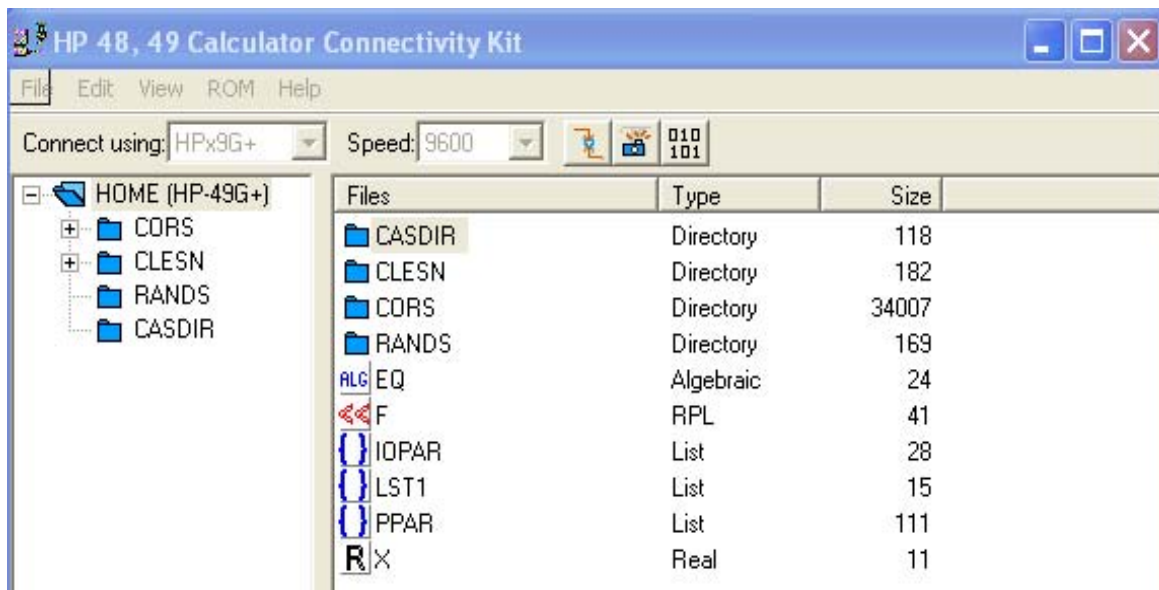 HP 48, 49 Calculator Connectivity Kit
File Edit View ROM Help
Connect using: HPx9G+ Speed: 9600 010 101
HOME (HP-49G+)
CORS
CLESN
RANDS
CASDIR
Files Type Size
CASDIR Directory 118
CLESN Directory 182
CORS Directory 34007
RANDS Directory 169
ALG EQ Algebraic 24
F RPL 41
{ } IOPAR List 28
{ } LST1 List 15
{ } PPAR List 111
R X Real 11